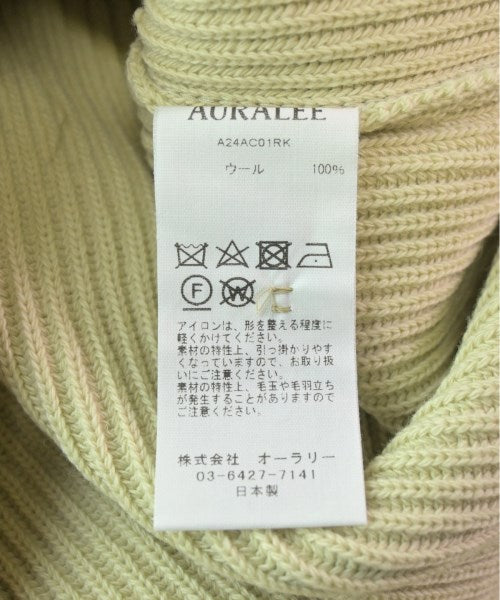 AURALEE
A24AC01RK
ウール 100%
F W
アイロンは、形を整える程度に
軽くかけてください。
素材の特性上、引っ掛かりやす
くなっていますので、お取り扱
いにご注意ください。
素材の特性上、毛玉や毛羽立ち
が発生することがありますので
ご注意ください。
株式会社 オーラリー
03-6427-7141
日本製